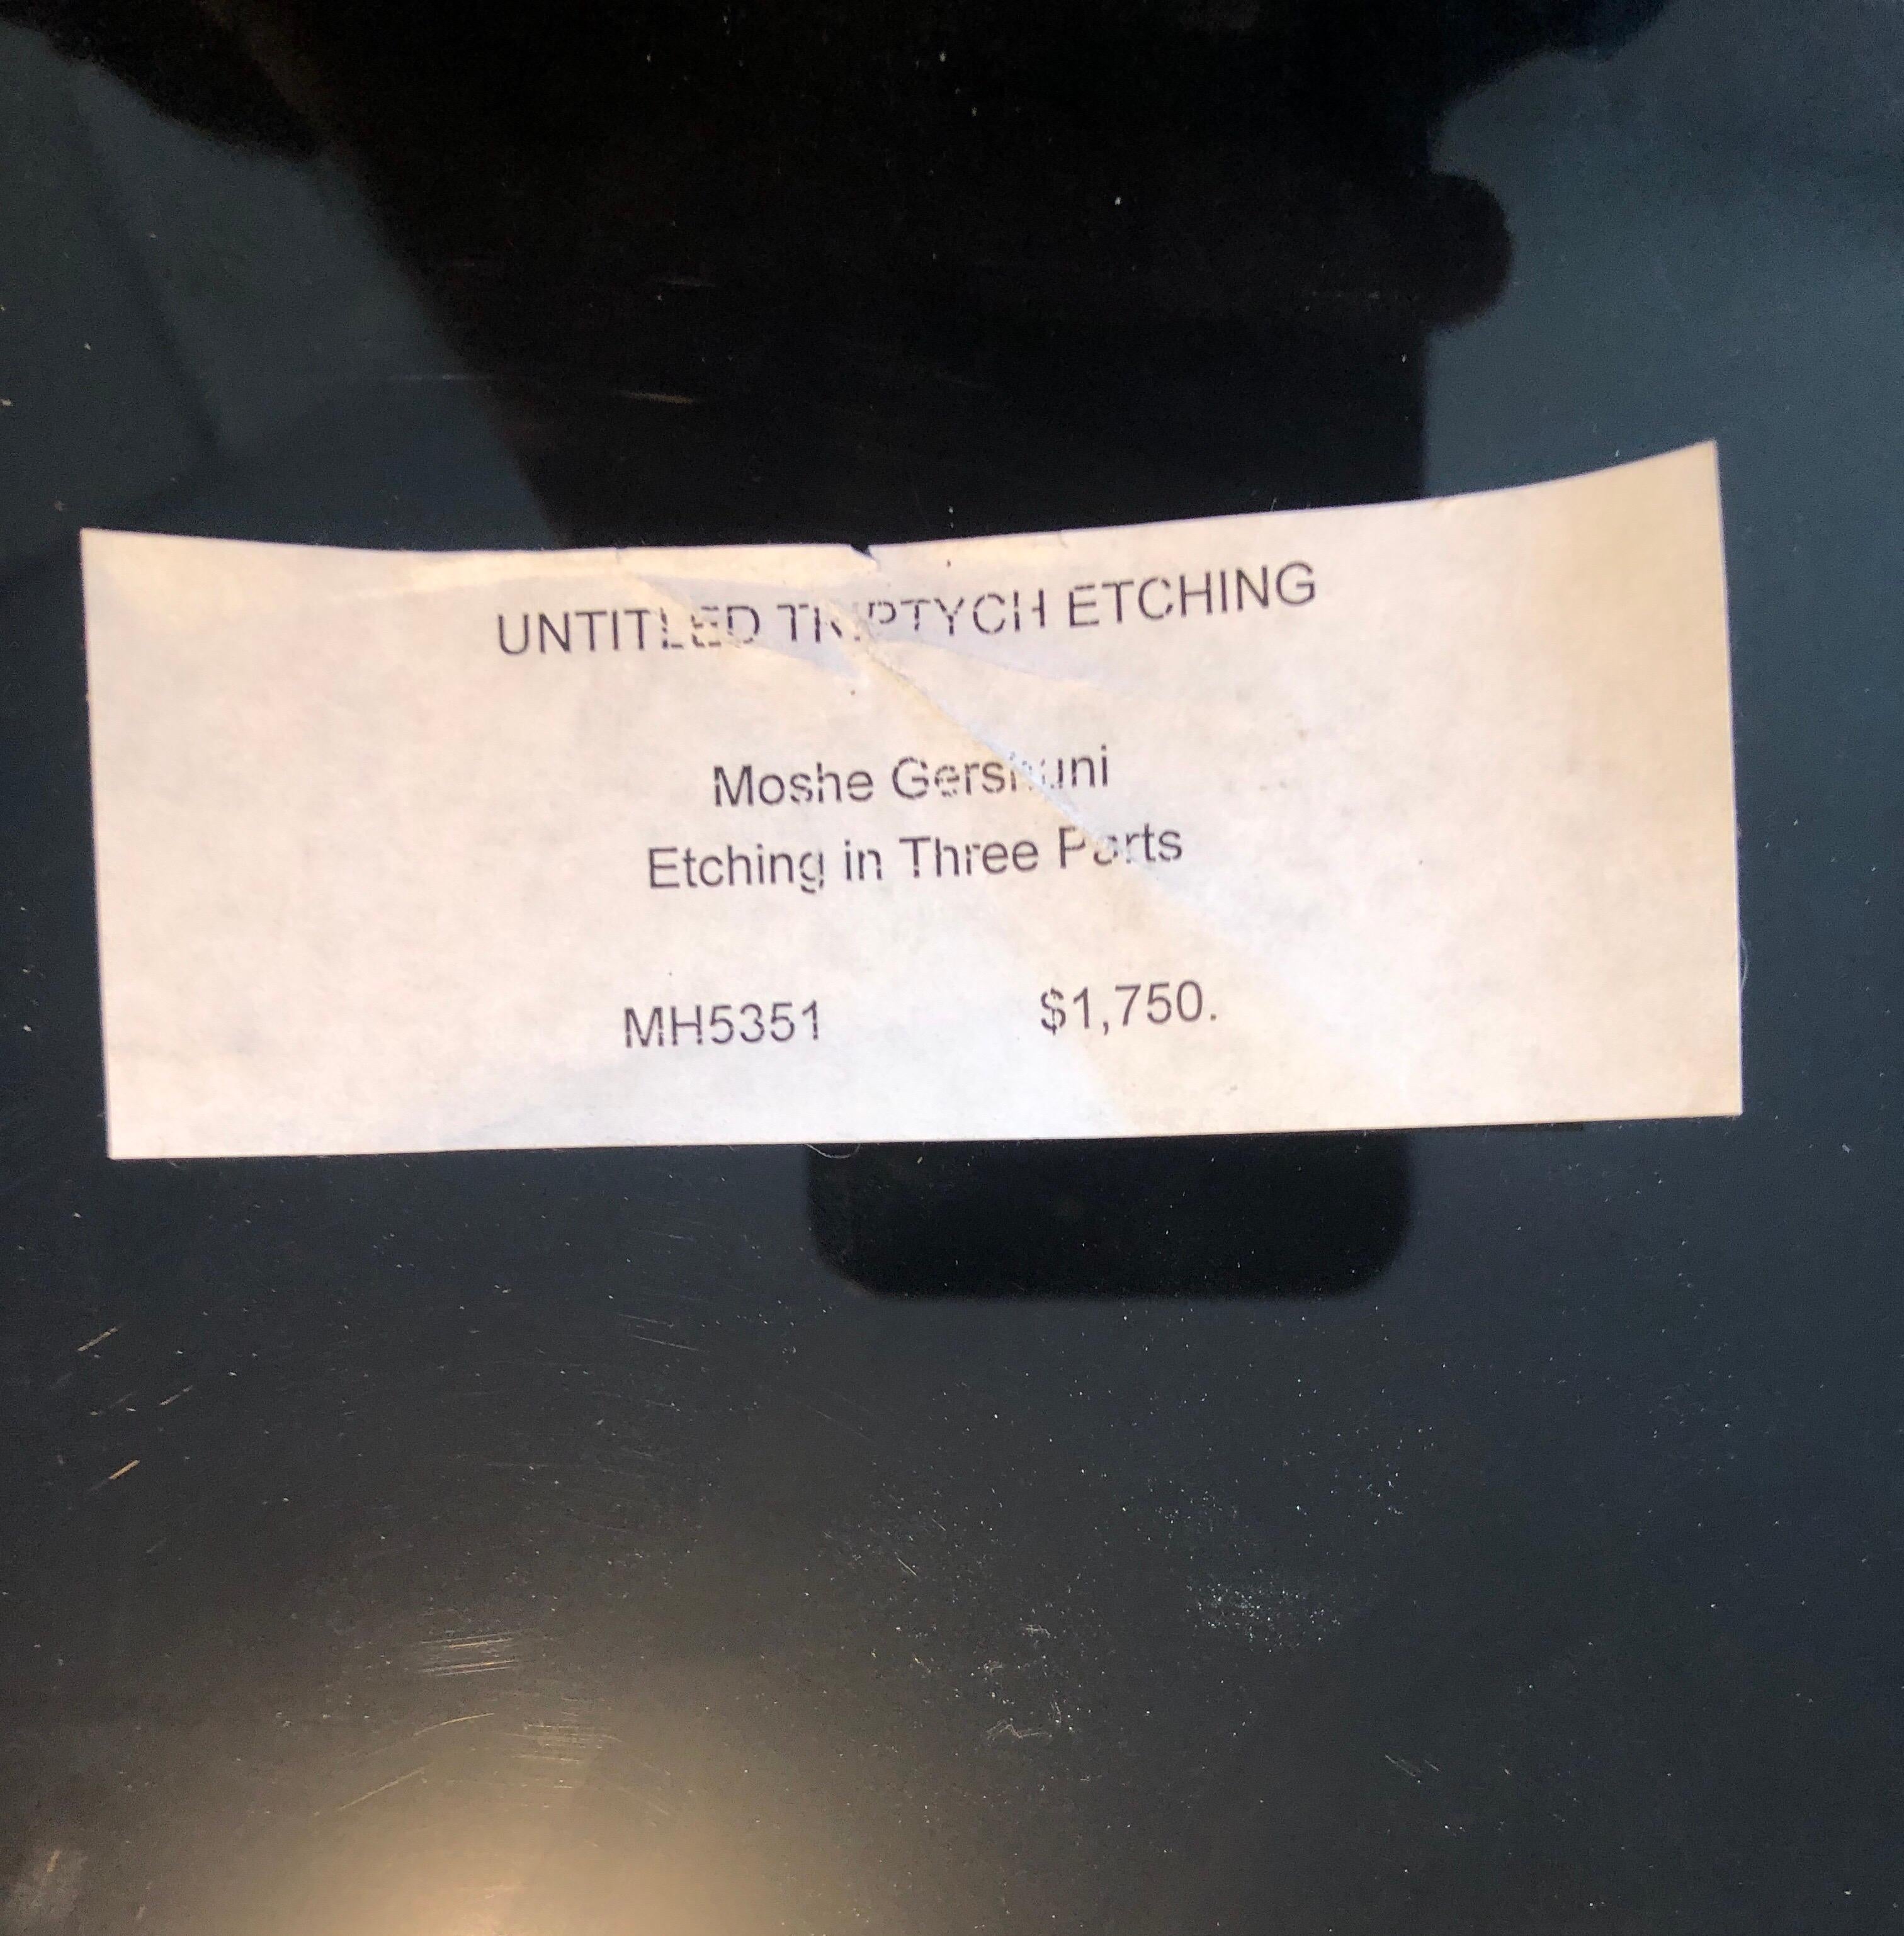 UNTITLED TRIPTYCH ETCHING
Moshe Gershuni
Etching in Three Parts
MH5351 $1,750.